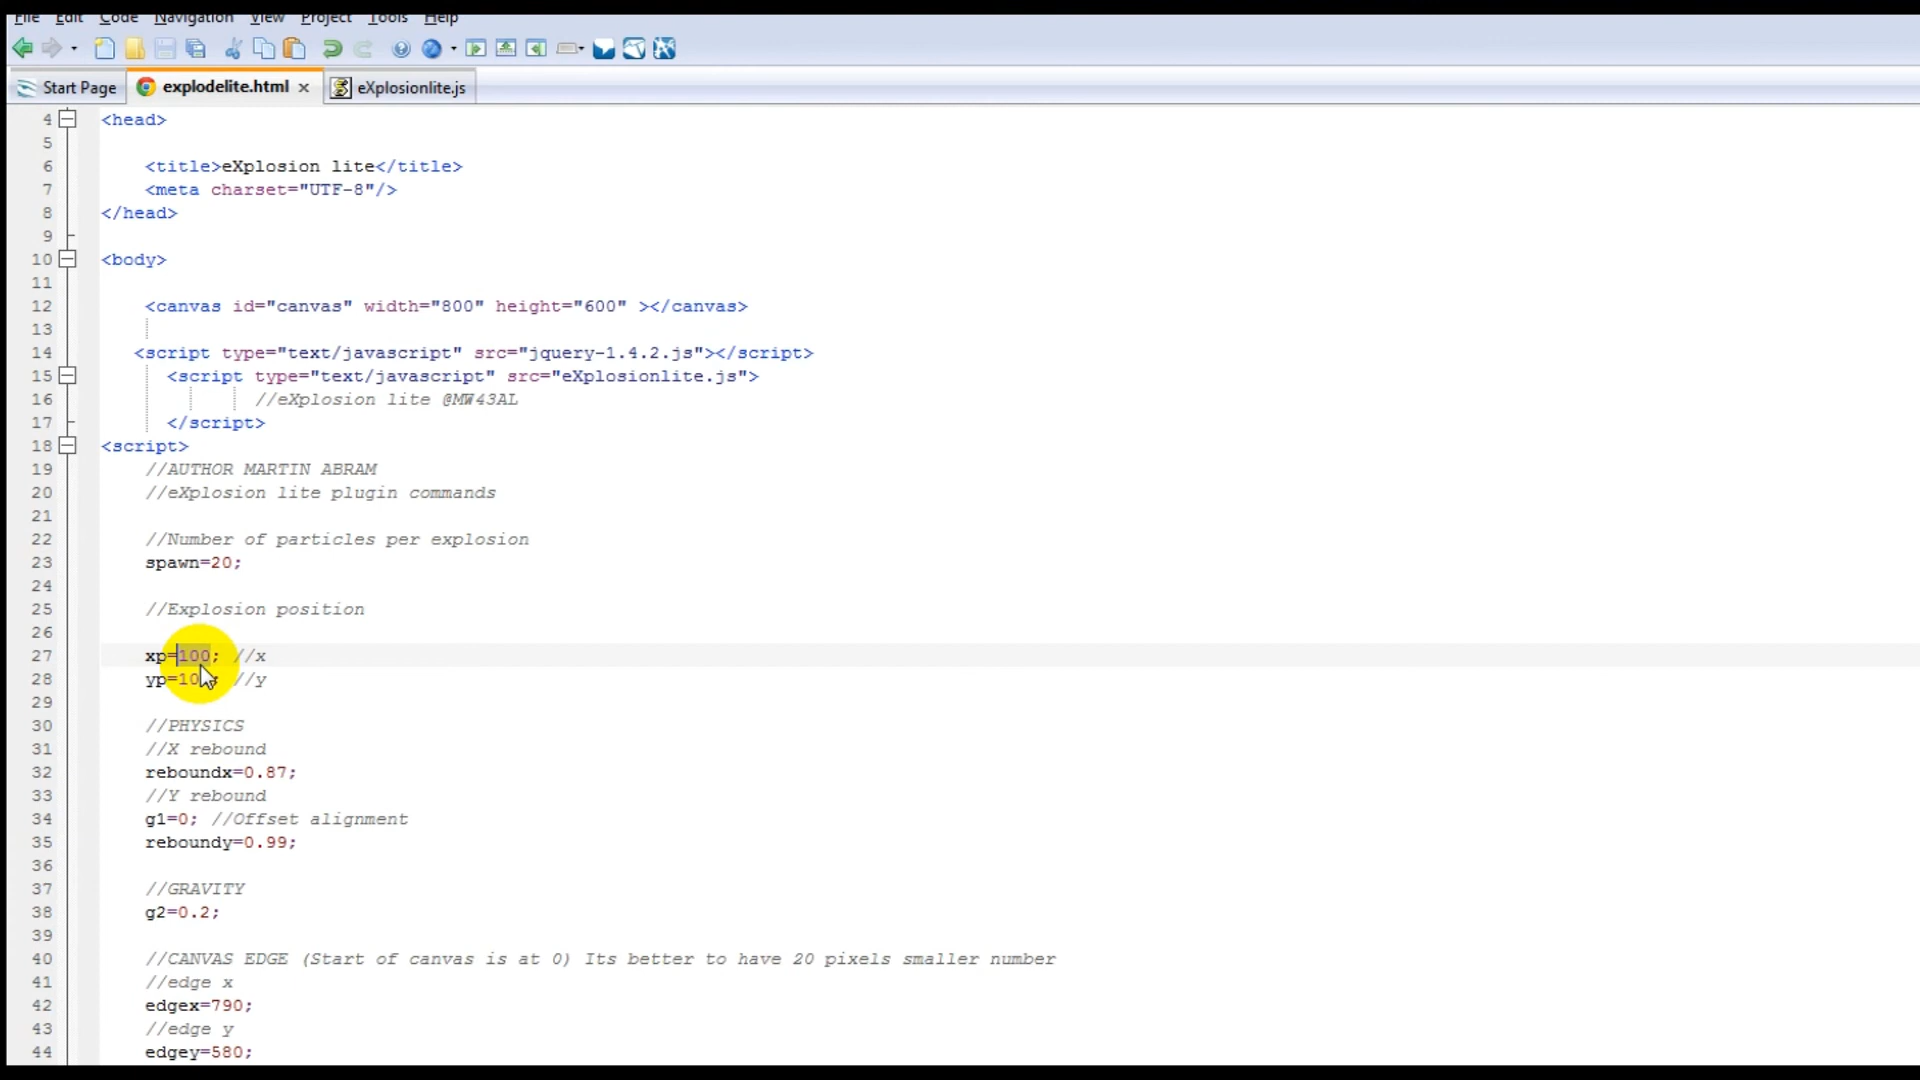 File Edit Code Navigation View Project Tools Help
Start Page explodelite.html eXplosionlite.js
4 <head>
5
6 <title>eXplosion lite</title>
7 <meta charset="UTF-8"/>
8 </head>
9
10 <body>
11
12 <canvas id="canvas" width="800" height="600" ></canvas>
13
14 <script type="text/javascript" src="jquery-1.4.2.js"></script>
15 <script type="text/javascript" src="eXplosionlite.js">
16 //eXplosion lite @MW43AL
17 </script>
18 <script>
19 //AUTHOR MARTIN ABRAM
20 //eXplosion lite plugin commands
21
22 //Number of particles per explosion
23 spawn=20;
24
25 //Explosion position
26
27 xp=100; //x
28 //y
29
30 //PHYSICS
31 //X rebound
32 reboundx=0.87;
33 //Y rebound
34 g1=0; //Offset alignment
35 reboundy=0.99;
36
37 //GRAVITY
38 g2=0.2;
39
40 //CANVAS EDGE (Start of canvas is at 0) Its better to have 20 pixels smaller number
41 //edge x
42 edgex=790;
43 //edge y
44 edgey=580;